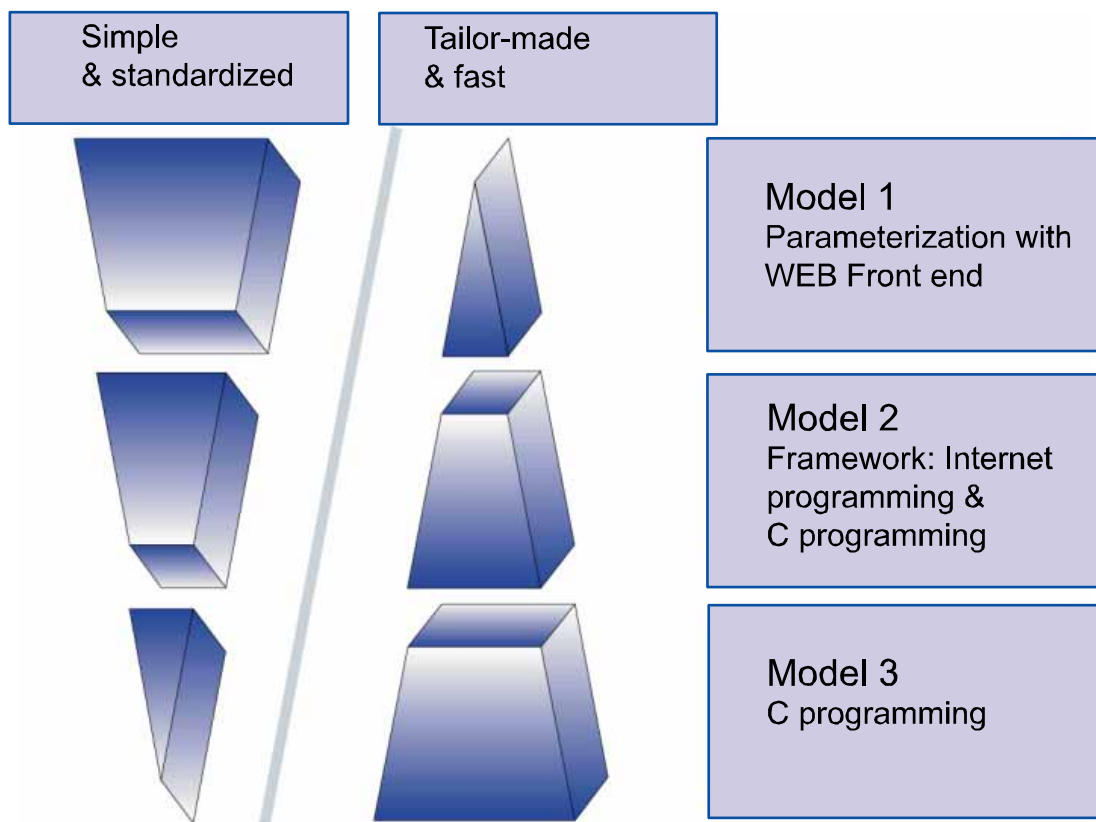 Simple
& standardized
Tailor-made
& fast
Model 1
Parameterization with
WEB Front end
Model 2
Framework: Internet
programming &
C programming
Model 3
C programming